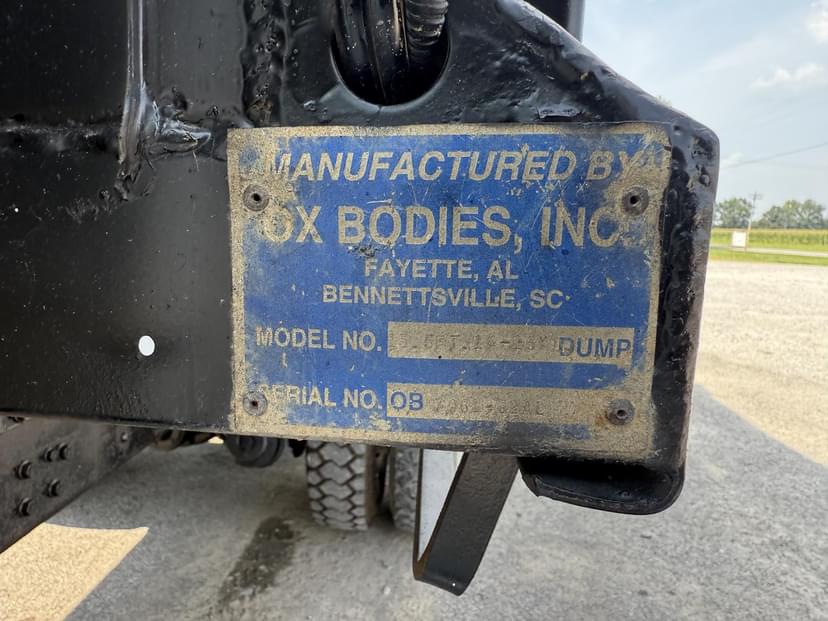 MANUFACTURED BY
OX BODIES, INC.
FAYETTE, AL
BENNETTSVILLE, SC
MODEL NO. DUMP
SERIAL NO. OB